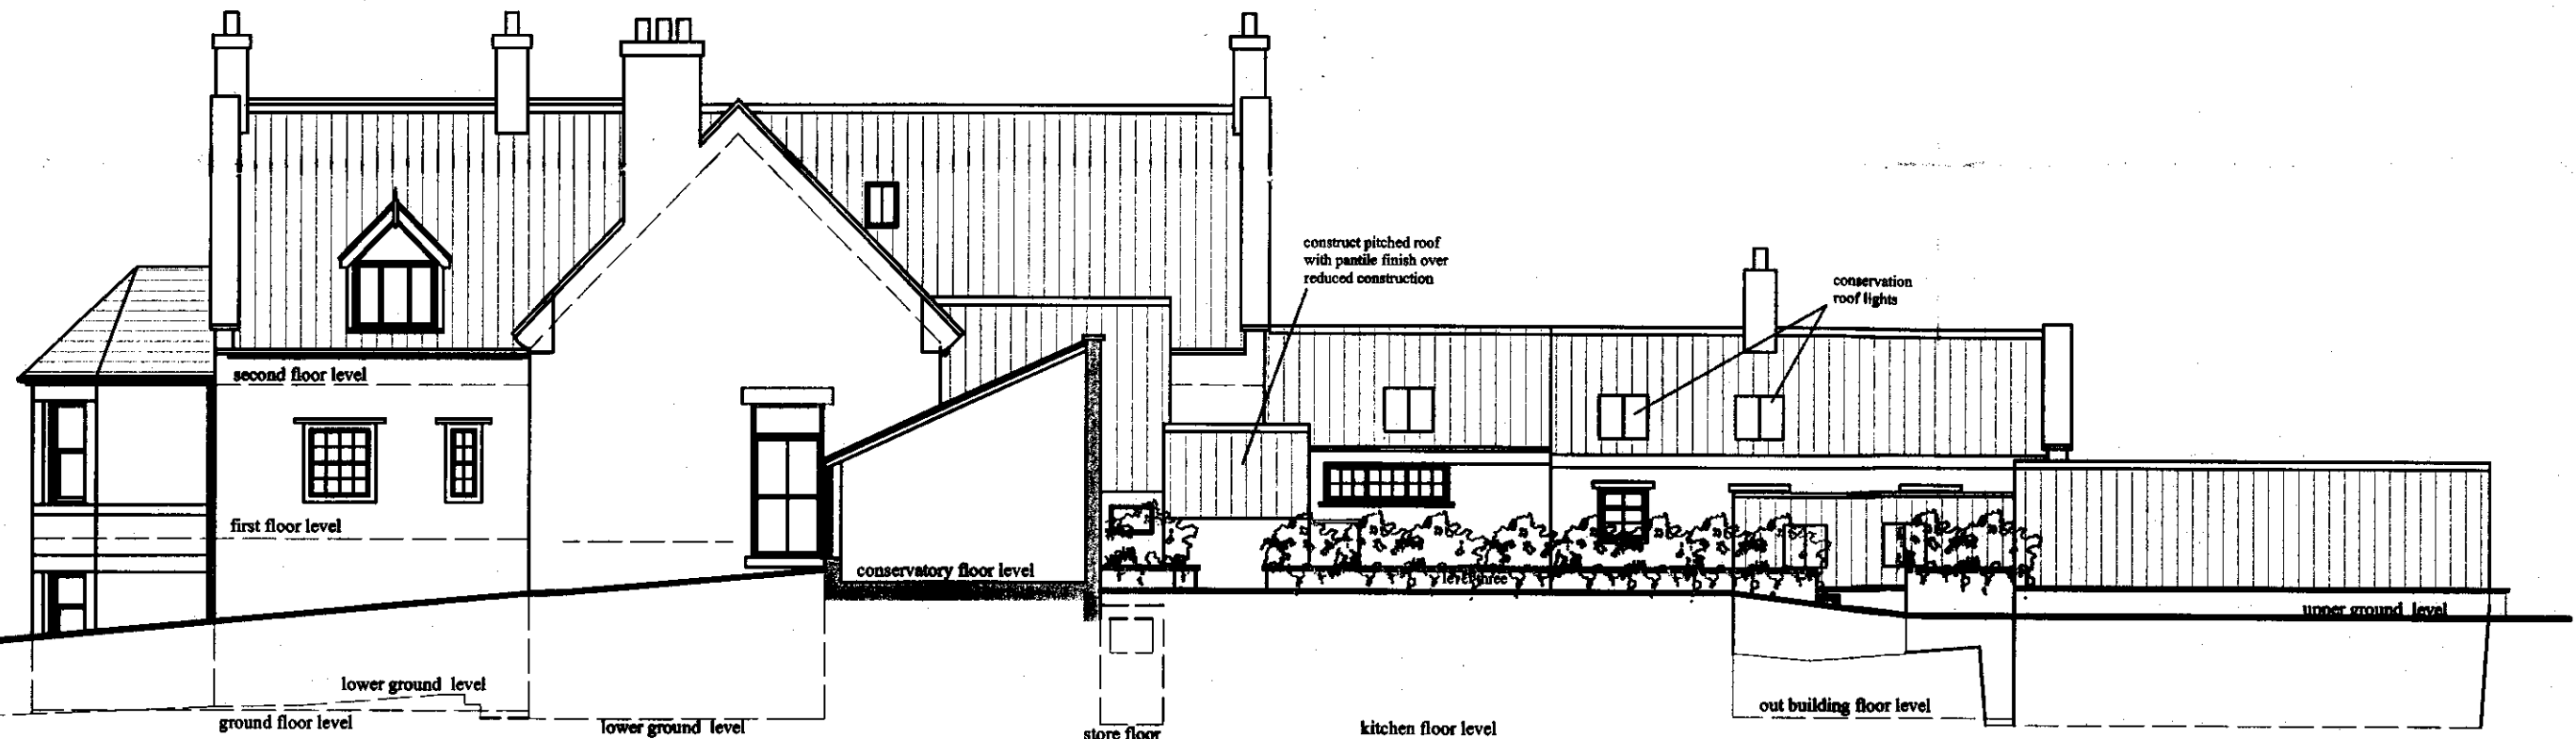 construct pitched roof
with pantile finish over
reduced construction
conservation
roof lights
second floor level
first floor level
conservatory floor level
level three
upper ground level
lower ground level
ground floor level
lower ground level
store floor
kitchen floor level
out building floor level